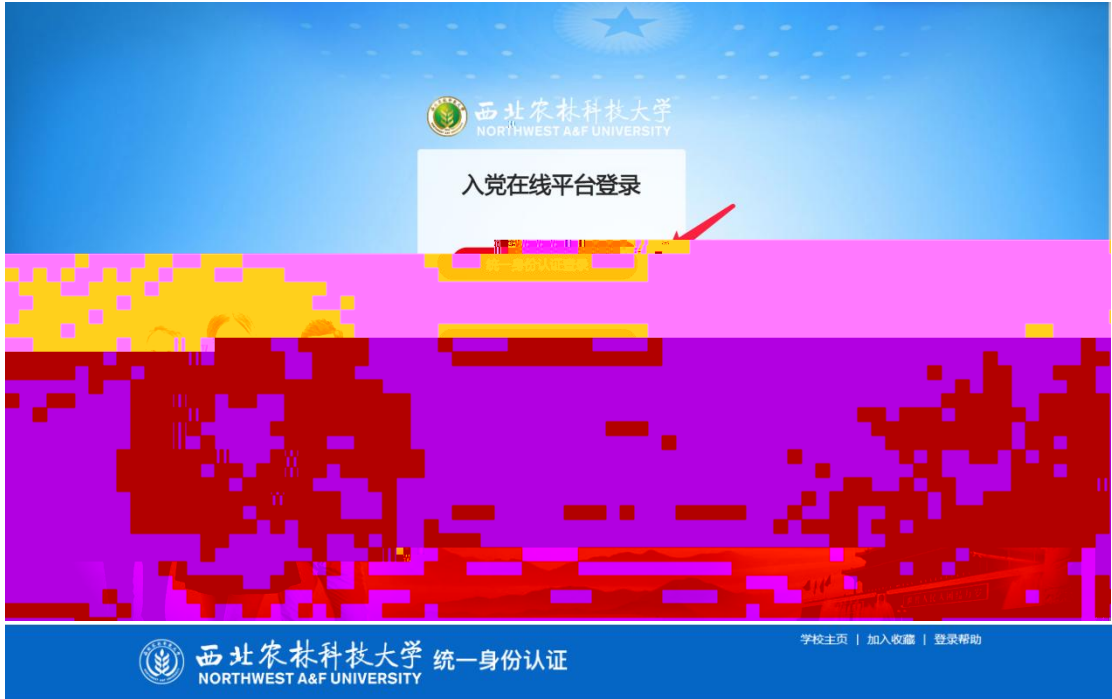 西北农林科技大学
NORTHWEST A&F UNIVERSITY
入党在线平台登录
统一身份认证登录
学校主页 | 加入收藏 | 登录帮助
西北农林科技大学 统一身份认证
NORTHWEST A&F UNIVERSITY